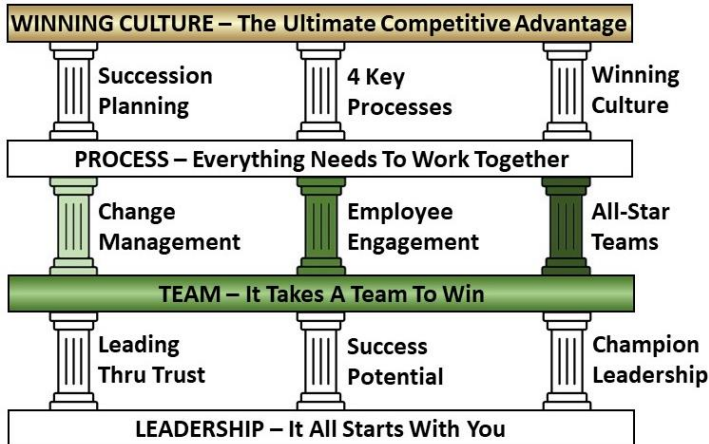 WINNING CULTURE – The Ultimate Competitive Advantage
Succession
Planning
4 Key
Processes
Winning
Culture
PROCESS – Everything Needs To Work Together
Change
Management
Employee
Engagement
All-Star
Teams
TEAM – It Takes A Team To Win
Leading
Thru Trust
Success
Potential
Champion
Leadership
LEADERSHIP – It All Starts With You